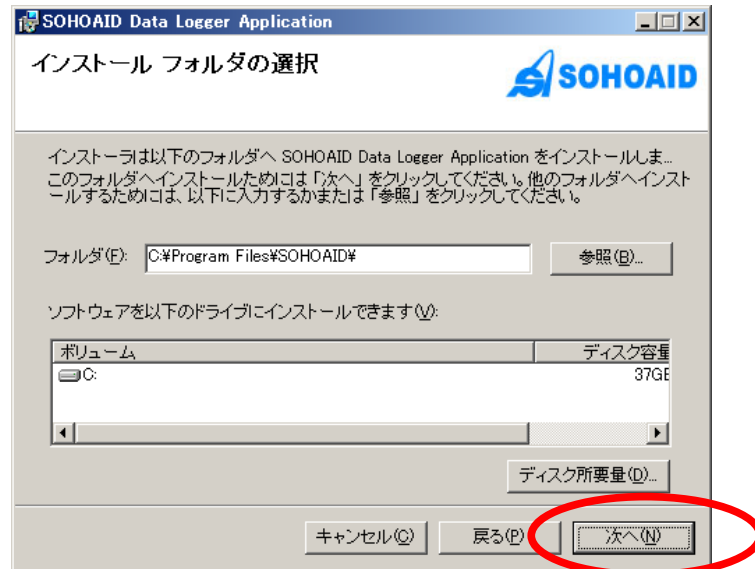 SOHOAID Data Logger Application
インストール フォルダの選択
SOHOAID
インストーラは以下のフォルダへ SOHOAID Data Logger Application をインストールしま...
このフォルダへインストールためには「次へ」をクリックしてください。他のフォルダへインスト
ールするためには、以下に入力するかまたは「参照」をクリックしてください。
フォルダ(F): C:¥Program Files¥SOHOAID¥ 参照(B)...
ソフトウェアを以下のドライブにインストールできます(V):
ボリューム ディスク容量
C: 37GB
ディスク所要量(D)...
キャンセル(C) 戻る(P) 次へ(N)